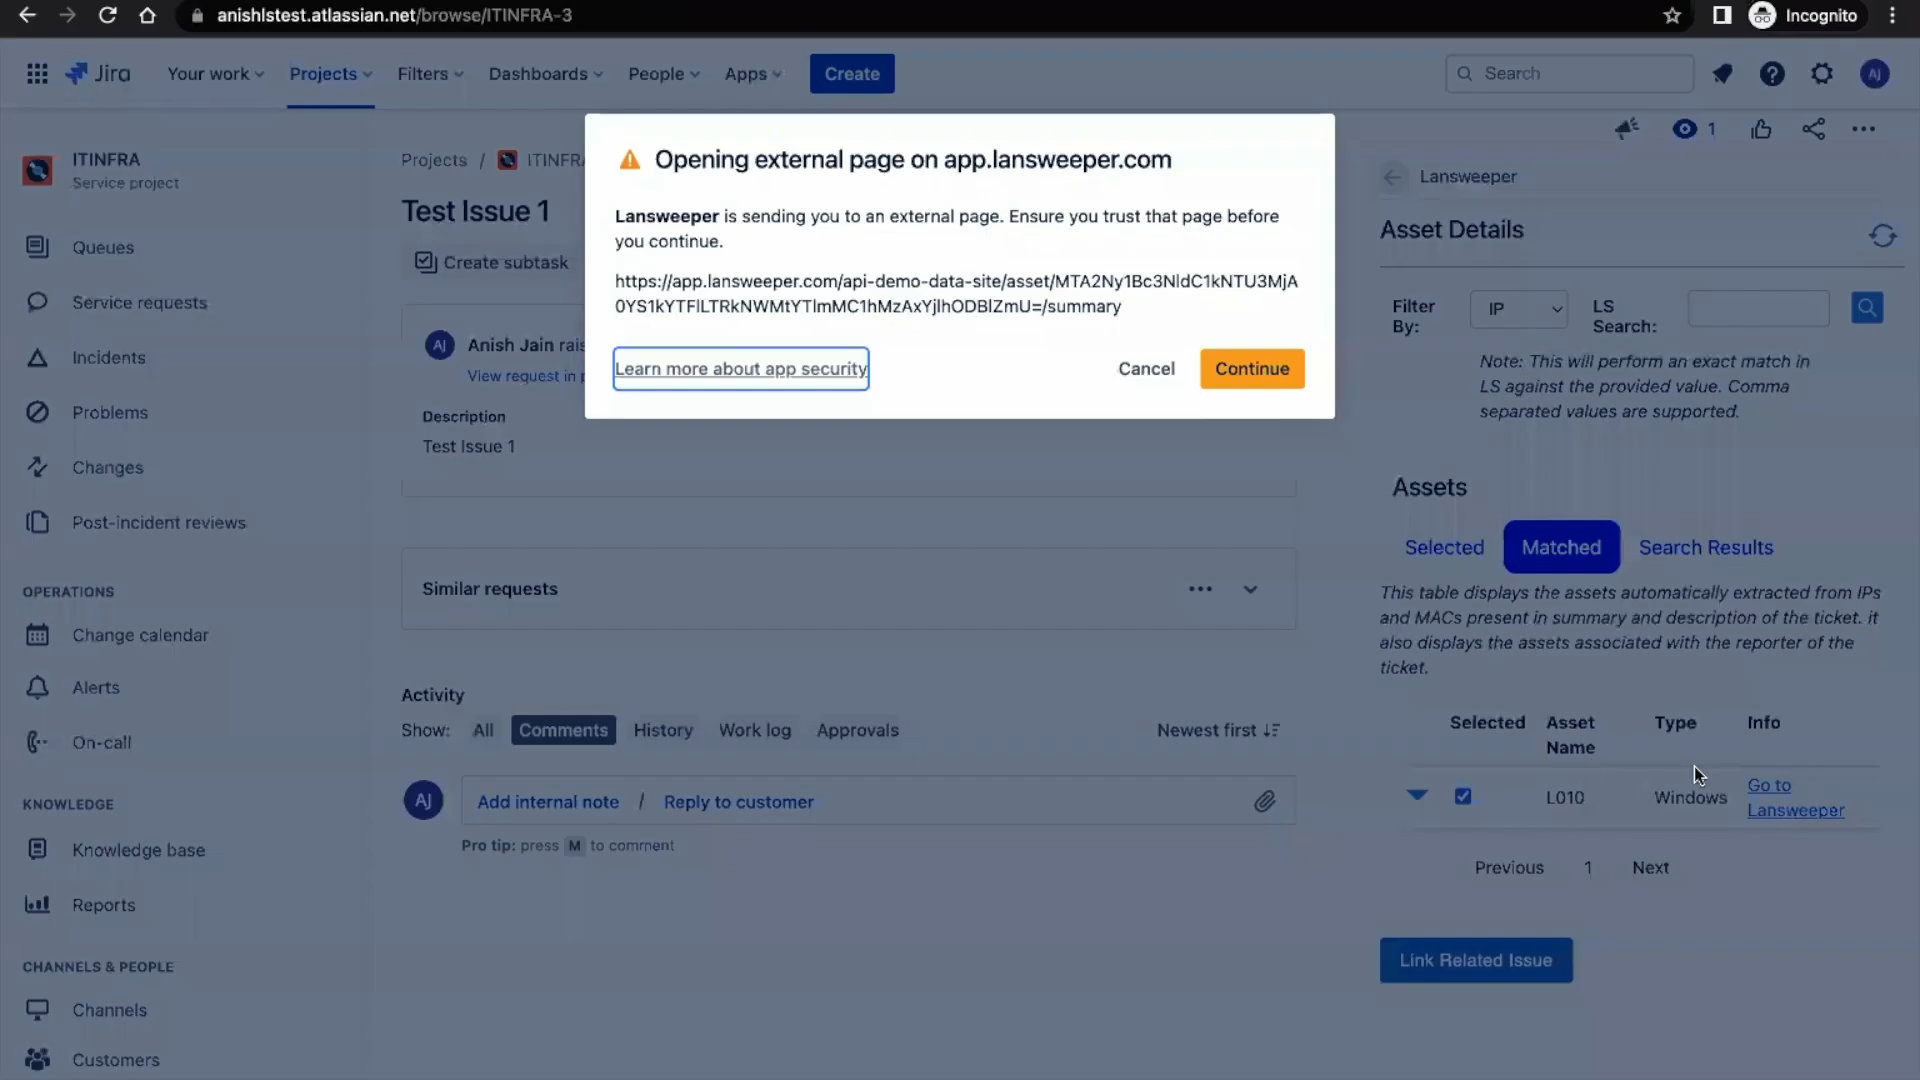 anishlstest.atlassian.net/browse/ITINFRA-3
Incognito
Jira
Your work
Projects
Filters
Dashboards
People
Apps
Create
Search
AJ
ITINFRA
Service project
Queues
Service requests
Incidents
Problems
Changes
Post-incident reviews
OPERATIONS
Change calendar
Alerts
On-call
KNOWLEDGE
Knowledge base
Reports
CHANNELS & PEOPLE
Channels
Customers
Projects / ITINFRA
Test Issue 1
Create subtask
AJ
Anish Jain
View request in
Description
Test Issue 1
Similar requests
Activity
Show: All Comments History Work log Approvals
Newest first
AJ
Add internal note / Reply to customer
Pro tip: press M to comment
Opening external page on app.lansweeper.com
Lansweeper is sending you to an external page. Ensure you trust that page before
you continue.
https://app.lansweeper.com/api-demo-data-site/asset/MTA2Ny1Bc3NldC1kNTU3MjA
0YS1kYTFlLTRkNWMtYTlmMC1hMzAxYjlhODBlZmU=/summary
Learn more about app security
Cancel
Continue
1
Lansweeper
Asset Details
Filter
By:
IP
LS
Search:
Note: This will perform an exact match in
LS against the provided value. Comma
separated values are supported.
Assets
Selected
Matched
Search Results
This table displays the assets automatically extracted from IPs
and MACs present in summary and description of the ticket. it
also displays the assets associated with the reporter of the
ticket.
Selected Asset Name Type Info
L010 Windows Go to Lansweeper
Previous 1 Next
Link Related Issue